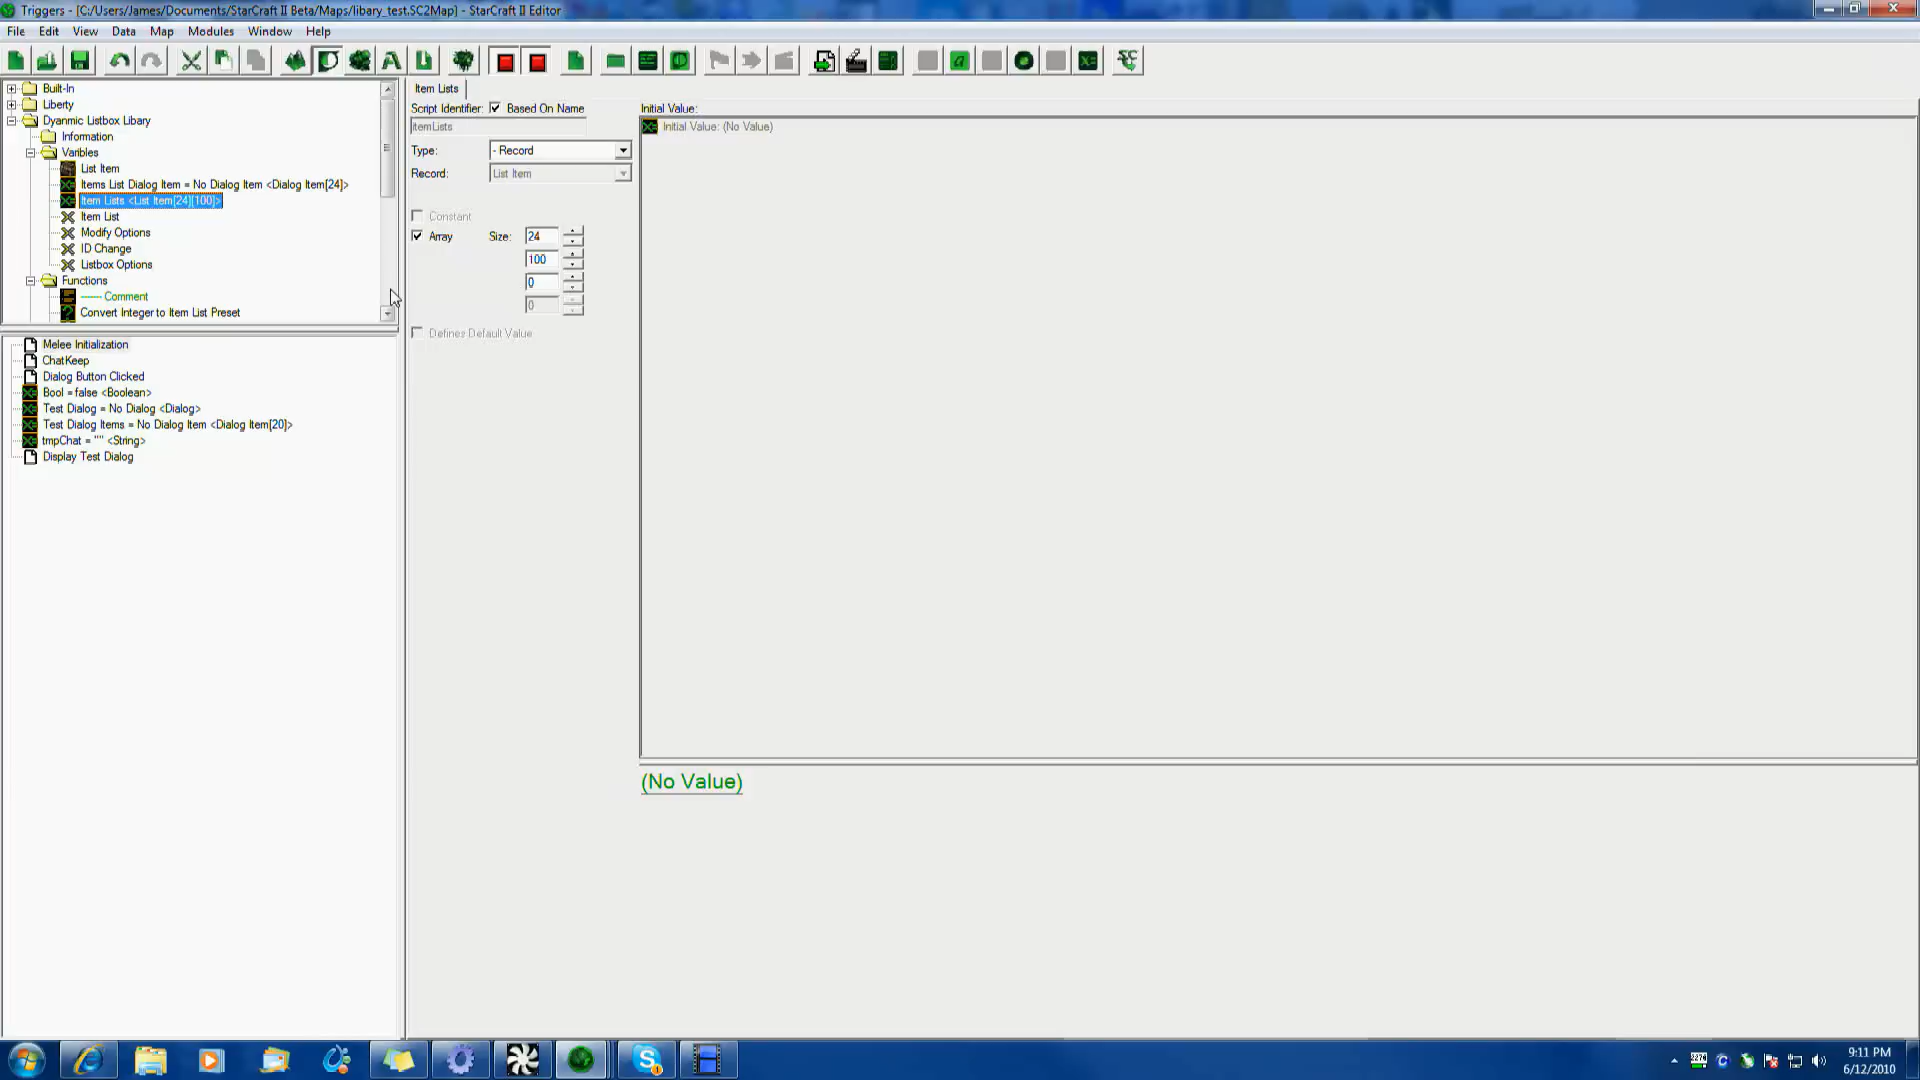 Triggers - [C:/Users/James/Documents/StarCraft II Beta/Maps/libary_test.SC2Map] - StarCraft II Editor
File Edit View Data Map Modules Window Help
Built-In
Liberty
Dyanmic Listbox Libary
Information
Varibles
List Item
Items List Dialog Item = No Dialog Item <Dialog Item[24]>
Item Lists <List Item[24][100]>
Item List
Modify Options
ID Change
Listbox Options
Functions
------- Comment
Convert Integer to Item List Preset
Melee Initialization
ChatKeep
Dialog Button Clicked
Bool = false <Boolean>
Test Dialog = No Dialog <Dialog>
Test Dialog Items = No Dialog Item <Dialog Item[20]>
tmpChat = "" <String>
Display Test Dialog
Item Lists
Script Identifier: Based On Name
itemLists
Type: - Record
Record: List Item
Constant
Array Size: 24
100
0
0
Defines Default Value
Initial Value:
Initial Value: (No Value)
(No Value)
9:11 PM
6/12/2010